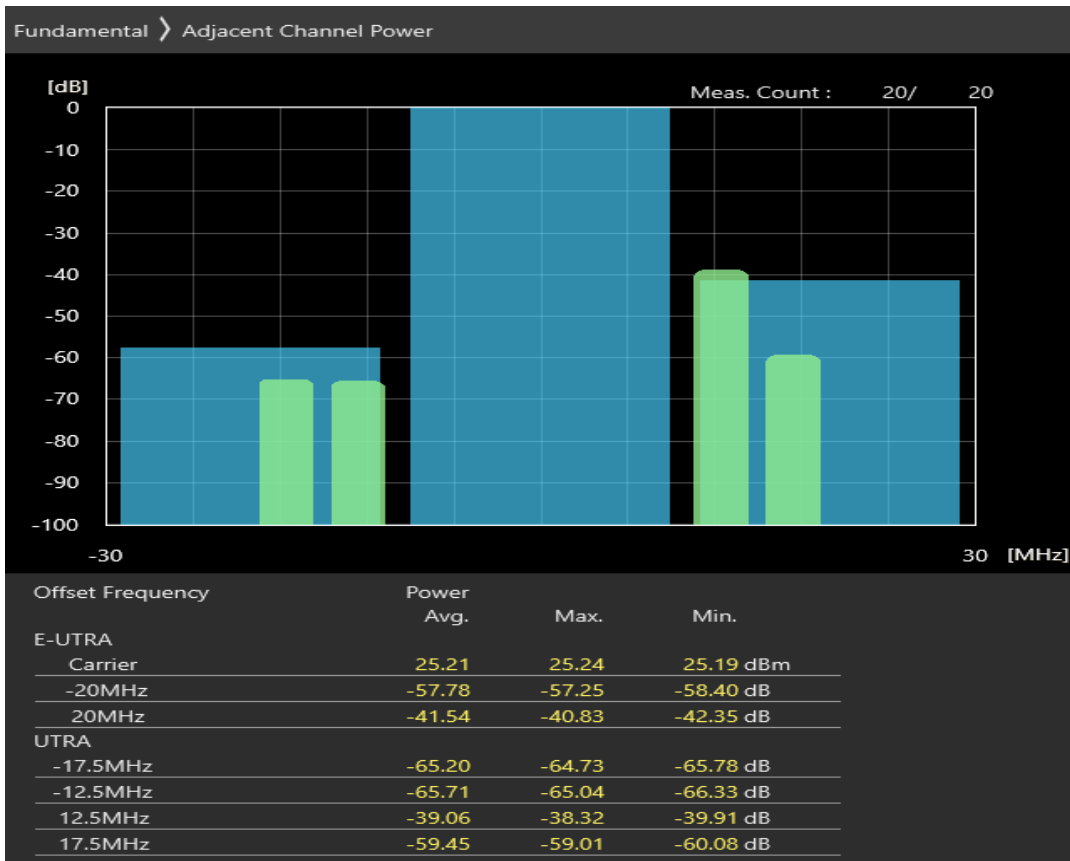 Fundamental 〉 Adjacent Channel Power
[dB]
Meas. Count : 20/ 20
0
-10
-20
-30
-40
-50
-60
-70
-80
-90
-100
-30 30 [MHz]
Offset Frequency Power
Avg. Max. Min.
E-UTRA
Carrier 25.21 25.24 25.19 dBm
-20MHz -57.78 -57.25 -58.40 dB
20MHz -41.54 -40.83 -42.35 dB
UTRA
-17.5MHz -65.20 -64.73 -65.78 dB
-12.5MHz -65.71 -65.04 -66.33 dB
12.5MHz -39.06 -38.32 -39.91 dB
17.5MHz -59.45 -59.01 -60.08 dB